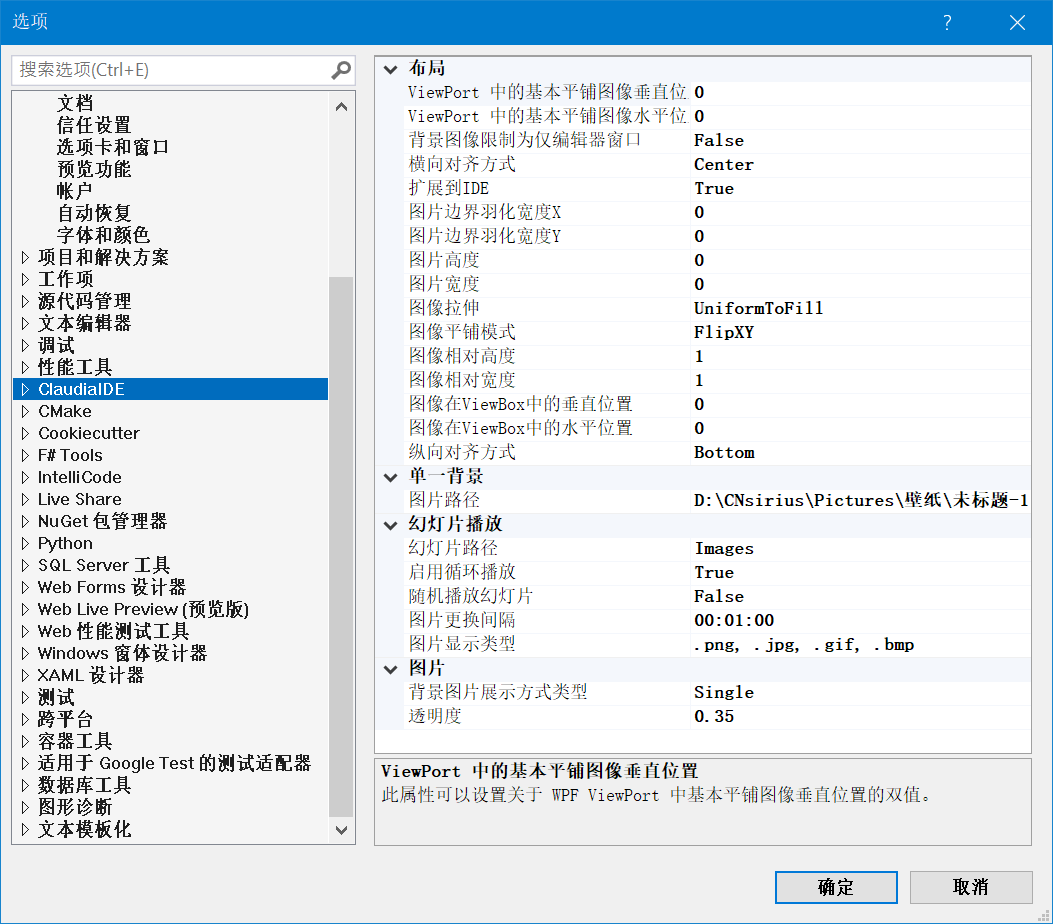 选项
?
搜索选项(Ctrl+E)
文档
信任设置
选项卡和窗口
预览功能
帐户
自动恢复
字体和颜色
项目和解决方案
工作项
源代码管理
文本编辑器
调试
性能工具
ClaudiaIDE
CMake
Cookiecutter
F# Tools
IntelliCode
Live Share
NuGet 包管理器
Python
SQL Server 工具
Web Forms 设计器
Web Live Preview (预览版)
Web 性能测试工具
Windows 窗体设计器
XAML 设计器
测试
跨平台
容器工具
适用于 Google Test 的测试适配器
数据库工具
图形诊断
文本模板化
布局
ViewPort 中的基本平铺图像垂直位 0
ViewPort 中的基本平铺图像水平位 0
背景图像限制为仅编辑器窗口 False
横向对齐方式 Center
扩展到IDE True
图片边界羽化宽度X 0
图片边界羽化宽度Y 0
图片高度 0
图片宽度 0
图像拉伸 UniformToFill
图像平铺模式 FlipXY
图像相对高度 1
图像相对宽度 1
图像在ViewBox中的垂直位置 0
图像在ViewBox中的水平位置 0
纵向对齐方式 Bottom
单一背景
图片路径 D:\CNsirius\Pictures\壁纸\未标题-1
幻灯片播放
幻灯片路径 Images
启用循环播放 True
随机播放幻灯片 False
图片更换间隔 00:01:00
图片显示类型 .png, .jpg, .gif, .bmp
图片
背景图片展示方式类型 Single
透明度 0.35
ViewPort 中的基本平铺图像垂直位置
此属性可以设置关于 WPF ViewPort 中基本平铺图像垂直位置的双值。
确定
取消